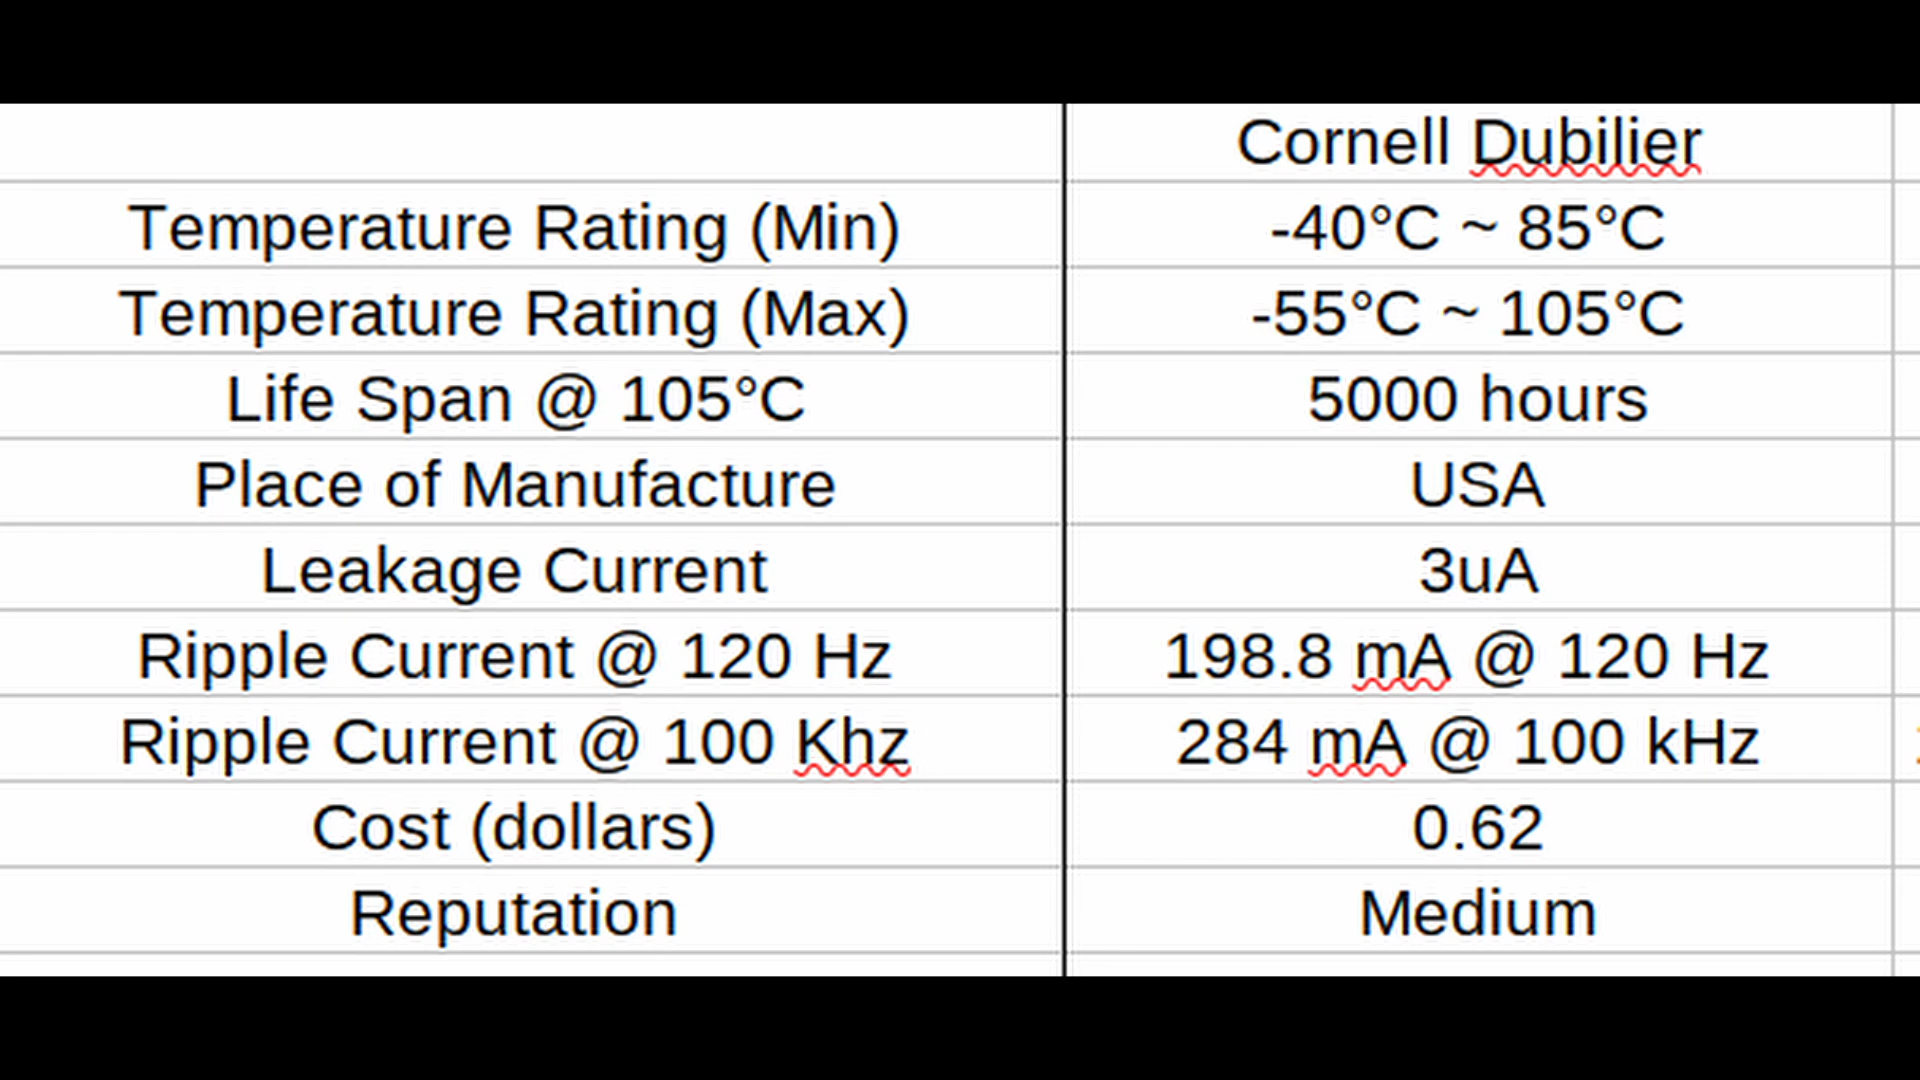 Cornell Dubilier
Temperature Rating (Min) -40°C ~ 85°C
Temperature Rating (Max) -55°C ~ 105°C
Life Span @ 105°C 5000 hours
Place of Manufacture USA
Leakage Current 3uA
Ripple Current @ 120 Hz 198.8 mA @ 120 Hz
Ripple Current @ 100 Khz 284 mA @ 100 kHz
Cost (dollars) 0.62
Reputation Medium